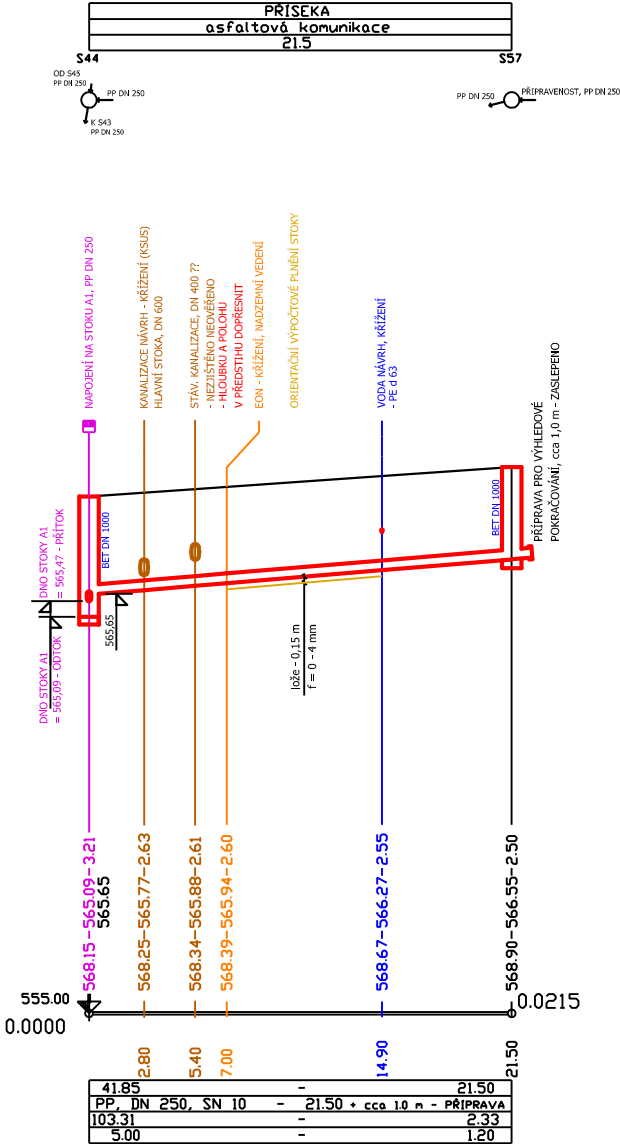 PŘÍSEKA
asfaltová komunikace
21.5
S44
S57
OD S45
PP DN 250
PP DN 250
K S43
PP DN 250
PP DN 250
PŘIPRAVENOST, PP DN 250
NAPOJENÍ NA STOKU A1, PP DN 250
KANALIZACE NÁVRH - KŘÍŽENÍ (KSUS)
HLAVNÍ STOKA, DN 600
STÁV. KANALIZACE, DN 400 ??
- NEZJIŠTĚNO NEOVĚŘENO
- HLOUBKU A POLOHU
V PŘEDSTIHU DOPŘESNIT
EON - KŘÍŽENÍ, NADZEMNÍ VEDENÍ
ORIENTAČNÍ VÝPOČTOVÉ PLNĚNÍ STOKY
VODA NÁVRH, KŘÍŽENÍ
- PE d 63
PŘÍPRAVA PRO VÝHLEDOVÉ
POKRAČOVÁNÍ, cca 1,0 m - ZASLEPENO
BET DN 1000
BET DN 1000
DNO STOKY A1
= 565,47 - PŘÍTOK
DNO STOKY A1
= 565,09 - ODTOK
565,65
lože - 0,15 m
f = 0 - 4 mm
568.15-565.09-3.21
565.65
568.25-565.77-2.63
568.34-565.88-2.61
568.39-565.94-2.60
568.67-566.27-2.55
568.90-566.55-2.50
555.00
0.0000
0.0215
2.80
5.40
7.00
14.90
21.50
41.85 - 21.50
PP, DN 250, SN 10 - 21.50 + cca 1.0 m - PŘÍPRAVA
103.31 - 2.33
5.00 - 1.20